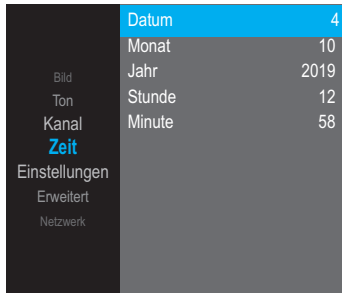 Bild
Ton
Kanal
Zeit
Einstellungen
Erweitert
Netzwerk
Datum 4
Monat 10
Jahr 2019
Stunde 12
Minute 58